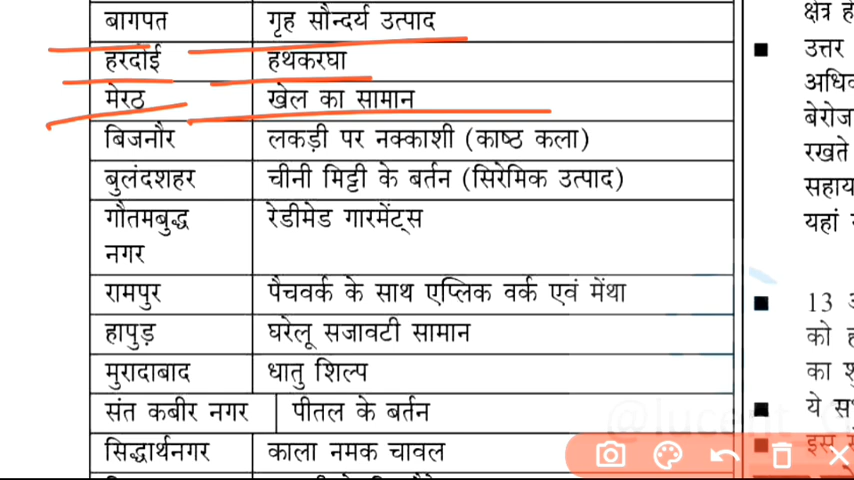 बागपत गृह सौन्दर्य उत्पाद
हरदोई हथकरघा
मेरठ खेल का सामान
बिजनौर लकड़ी पर नक्काशी (काष्ठ कला)
बुलंदशहर चीनी मिट्टी के बर्तन (सिरेमिक उत्पाद)
गौतमबुद्ध रेडीमेड गारमेंट्स
नगर
रामपुर पैचवर्क के साथ एप्लिक वर्क एवं मेंथा
हापुड़ घरेलू सजावटी सामान
मुरादाबाद धातु शिल्प
संत कबीर नगर पीतल के बर्तन
सिद्धार्थनगर काला नमक चावल
क्षेत्र
उत्तर
रखते
यहां
13
को
का
ये
इस
@lucent